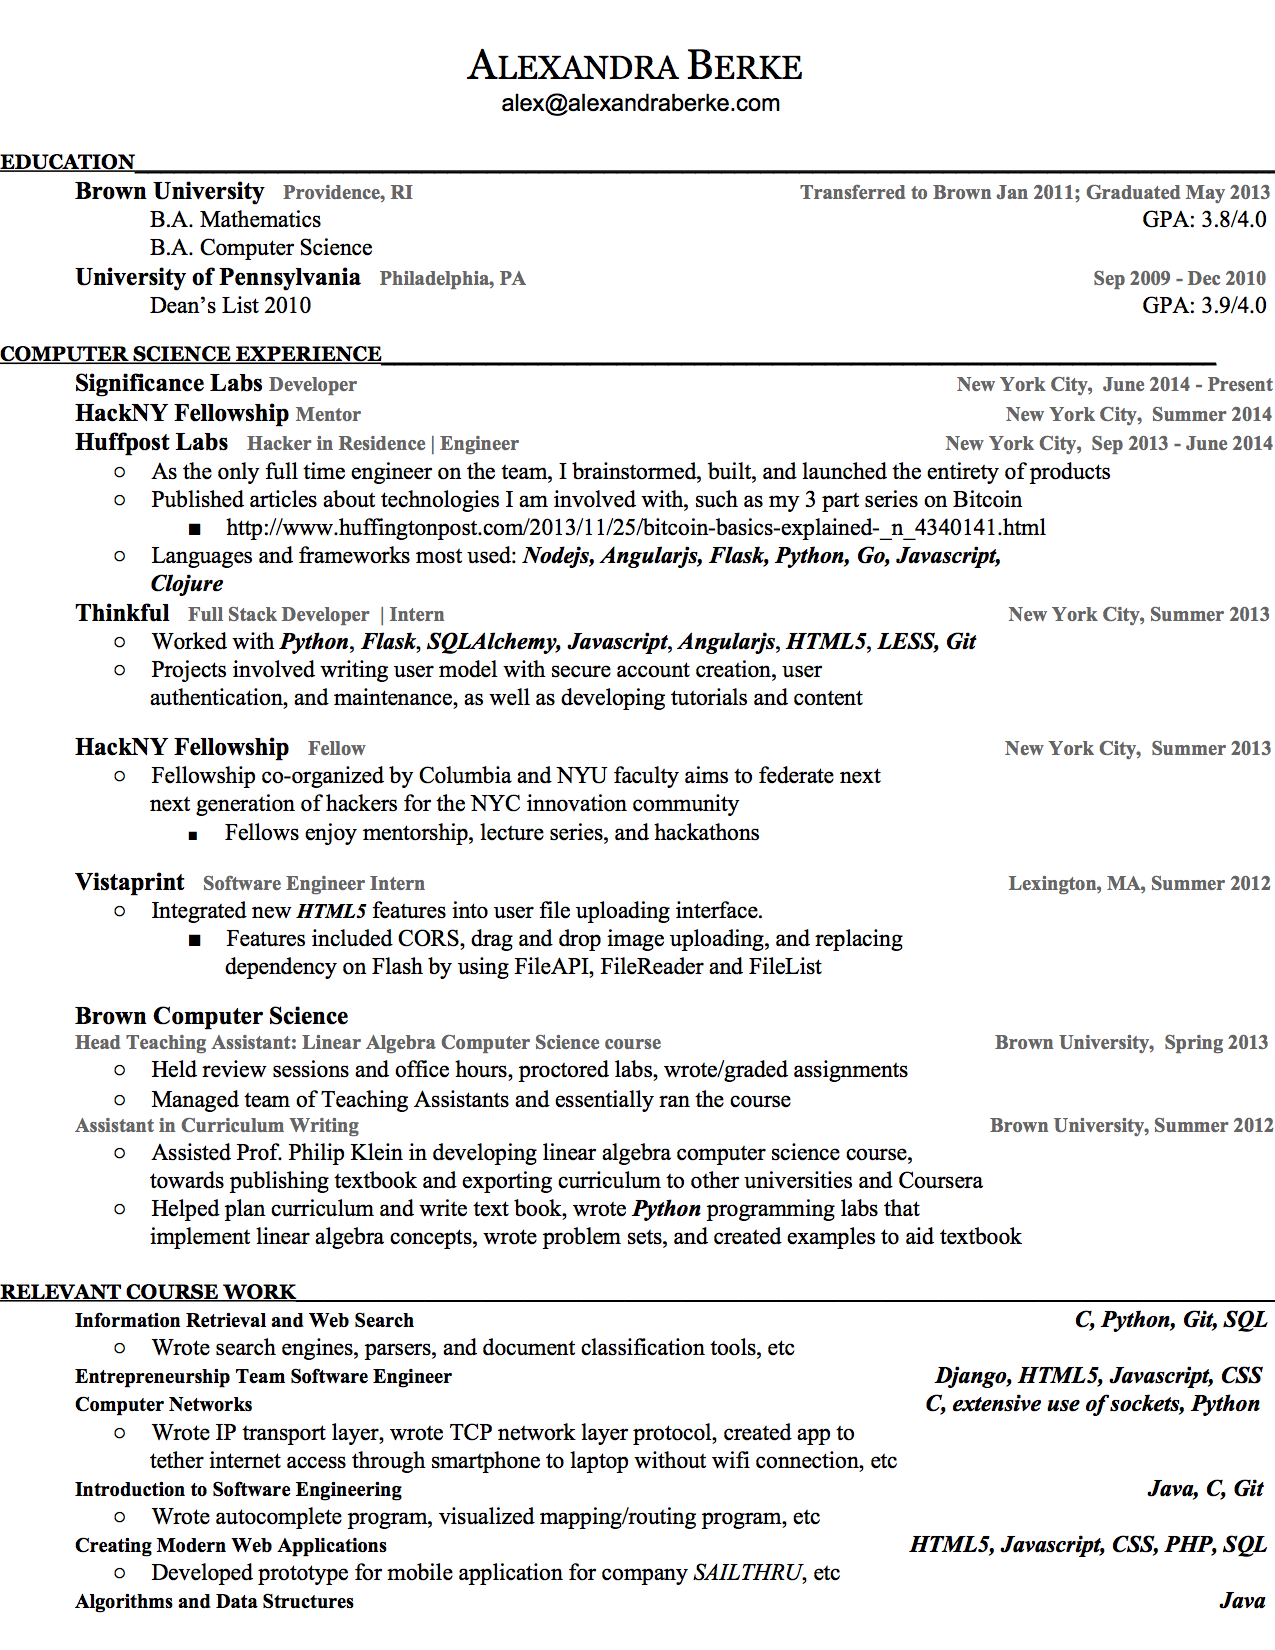 ALEXANDRA BERKE
alex@alexandraberke.com
EDUCATION
Brown University Providence, RI Transferred to Brown Jan 2011; Graduated May 2013
B.A. Mathematics GPA: 3.8/4.0
B.A. Computer Science
University of Pennsylvania Philadelphia, PA Sep 2009 - Dec 2010
Dean's List 2010 GPA: 3.9/4.0
COMPUTER SCIENCE EXPERIENCE
Significance Labs Developer New York City, June 2014 - Present
HackNY Fellowship Mentor New York City, Summer 2014
Huffpost Labs Hacker in Residence | Engineer New York City, Sep 2013 - June 2014
○ As the only full time engineer on the team, I brainstormed, built, and launched the entirety of products
○ Published articles about technologies I am involved with, such as my 3 part series on Bitcoin
■ http://www.huffingtonpost.com/2013/11/25/bitcoin-basics-explained-_n_4340141.html
○ Languages and frameworks most used: Nodejs, Angularjs, Flask, Python, Go, Javascript,
Clojure
Thinkful Full Stack Developer | Intern New York City, Summer 2013
○ Worked with Python, Flask, SQLAlchemy, Javascript, Angularjs, HTML5, LESS, Git
○ Projects involved writing user model with secure account creation, user
authentication, and maintenance, as well as developing tutorials and content
HackNY Fellowship Fellow New York City, Summer 2013
○ Fellowship co-organized by Columbia and NYU faculty aims to federate next
next generation of hackers for the NYC innovation community
■ Fellows enjoy mentorship, lecture series, and hackathons
Vistaprint Software Engineer Intern Lexington, MA, Summer 2012
○ Integrated new HTML5 features into user file uploading interface.
■ Features included CORS, drag and drop image uploading, and replacing
dependency on Flash by using FileAPI, FileReader and FileList
Brown Computer Science
Head Teaching Assistant: Linear Algebra Computer Science course Brown University, Spring 2013
○ Held review sessions and office hours, proctored labs, wrote/graded assignments
○ Managed team of Teaching Assistants and essentially ran the course
Assistant in Curriculum Writing Brown University, Summer 2012
○ Assisted Prof. Philip Klein in developing linear algebra computer science course,
towards publishing textbook and exporting curriculum to other universities and Coursera
○ Helped plan curriculum and write text book, wrote Python programming labs that
implement linear algebra concepts, wrote problem sets, and created examples to aid textbook
RELEVANT COURSE WORK
Information Retrieval and Web Search C, Python, Git, SQL
○ Wrote search engines, parsers, and document classification tools, etc
Entrepreneurship Team Software Engineer Django, HTML5, Javascript, CSS
Computer Networks C, extensive use of sockets, Python
○ Wrote IP transport layer, wrote TCP network layer protocol, created app to
tether internet access through smartphone to laptop without wifi connection, etc
Introduction to Software Engineering Java, C, Git
○ Wrote autocomplete program, visualized mapping/routing program, etc
Creating Modern Web Applications HTML5, Javascript, CSS, PHP, SQL
○ Developed prototype for mobile application for company SAILTHRU, etc
Algorithms and Data Structures Java